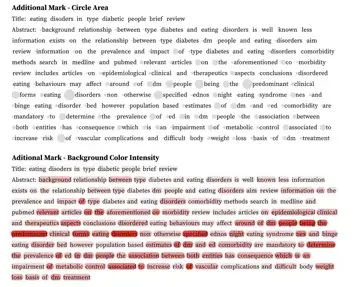 Additional Mark - Circle Area
Title: eating disoders in type diabetic people brief review
Abstract: background relationship between type diabetes and eating disorders is well known less
information exists on the relationship between type diabetes dm people and eating disorders aim
review information on the prevalence and impact of type diabetes and eating disorders comorbidity
methods search in medline and pubmed relevant articles on the aforementioned co morbidity
review includes articles on epidemiological clinical and therapeutics aspects conclusions disordered
eating behaviours may affect around of dm people being the predominant clinical
forms eating disorders non otherwise specified ednos night eating syndrome nes and
binge eating disorder bed however population based estimates of dm and ed comorbidity are
mandatory to determine the prevalence of ed in dm people the association between
both entities has consequence which is an impairment of metabolic control associated to
increase risk of vascular complications and difficult body weight loss basis of dm treatment
Aditional Mark - Background Color Intensity
Title: eating disorders in type diabetic people brief review
Abstract: background relationship between type diabetes and eating disorders is well known less information
exists on the relationship between type diabetes dm people and eating disorders aim review information on the
prevalence and impact of type diabetes and eating disorders comorbidity methods search in medline and
pubmed relevant articles on the aforementioned co morbidity review includes articles on epidemiological clinical
and therapeutics aspects conclusions disordered eating behaviours may affect around of dm people being the
predominant clinical forms eating disorders non otherwise specified ednos night eating syndrome nes and binge
eating disorder bed however population based estimates of dm and ed comorbidity are mandatory to determine
the prevalence of ed in dm people the association between both entities has consequence which is an
impairment of metabolic control associated to increase risk of vascular complications and difficult body weight
loss basis of dm treatment